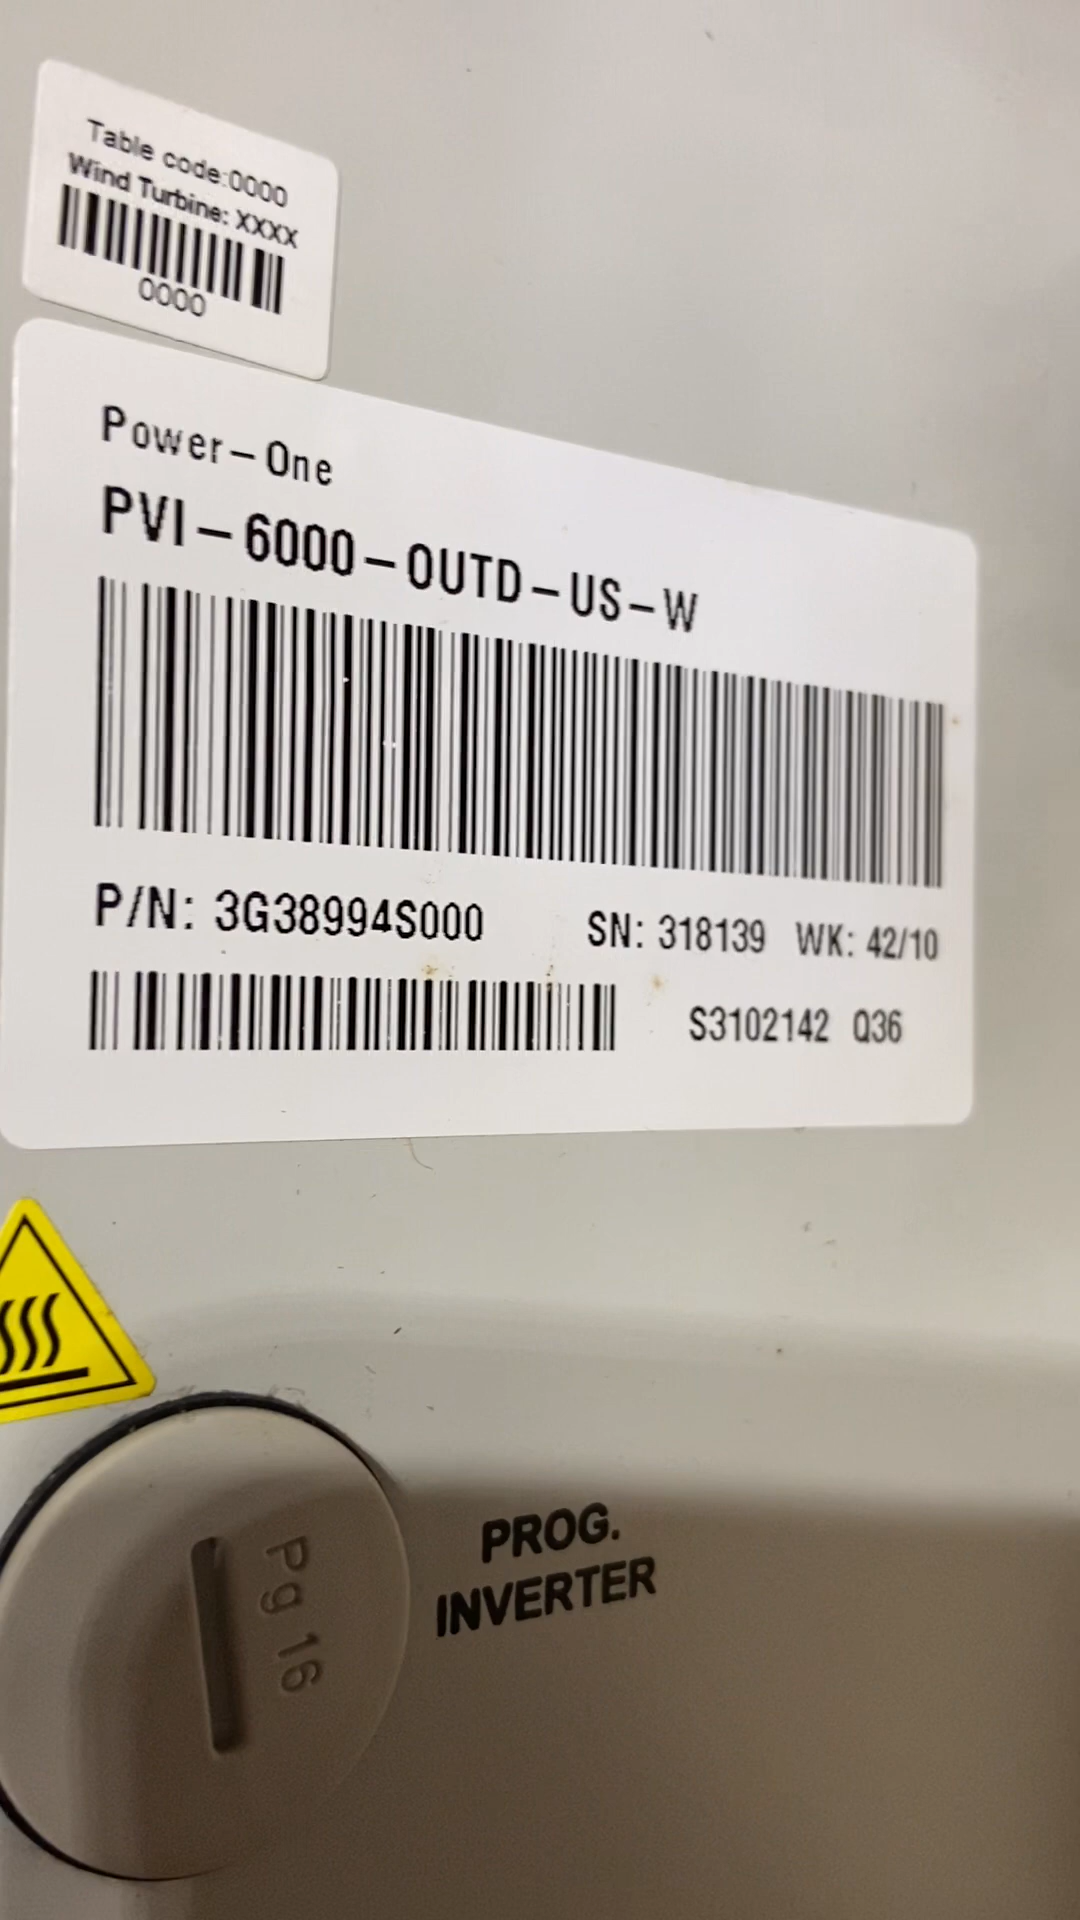 Table code:0000
Wind Turbine: XXXX
0000
Power-One
PVI-6000-OUTD-US-W
P/N: 3G38994S000 SN: 318139 WK: 42/10
S3102142 Q36
PROG.
INVERTER
Pg 16